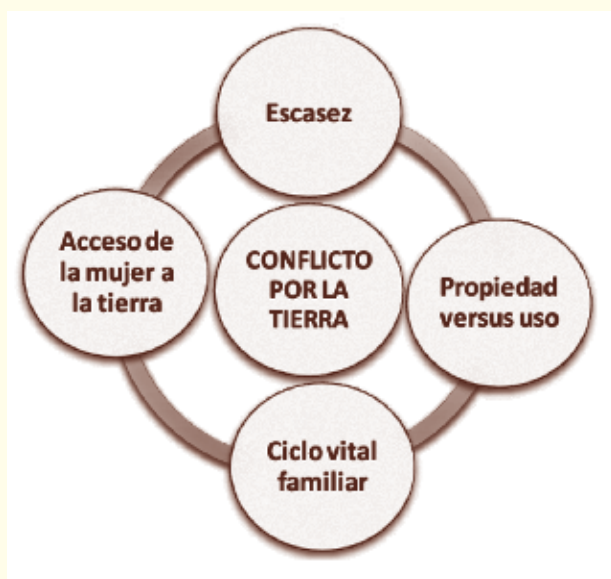 Escasez
Acceso de
la mujer a
la tierra
CONFLICTO
POR LA
TIERRA
Propiedad
versus uso
Ciclo vital
familiar